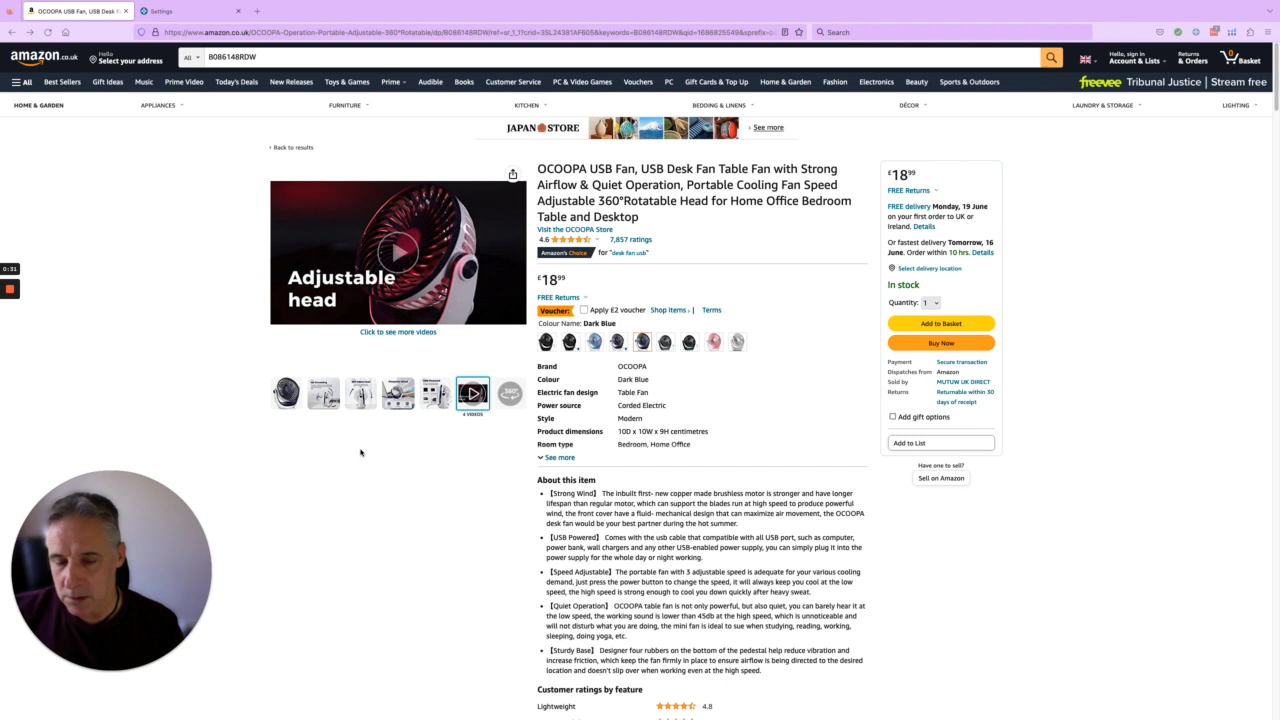 OCOOPA USB Fan, USB Desk F
Settings
https://www.amazon.co.uk/OCOOPA-Operation-Portable-Adjustable-360°Rotatable/dp/B086148RDW/ref=sr_1_1?crid=3SL24381AF605&keywords=B086148RDW&qid=1686825549&sprefix=b
Search
amazon.co.uk
Hello
Select your address
All
B086148RDW
Hello, sign in
Account & Lists
Returns
& Orders
0
Basket
All
Best Sellers
Gift Ideas
Music
Prime Video
Today's Deals
New Releases
Toys & Games
Prime
Audible
Books
Customer Service
PC & Video Games
Vouchers
PC
Gift Cards & Top Up
Home & Garden
Fashion
Electronics
Beauty
Sports & Outdoors
freevee Tribunal Justice | Stream free
HOME & GARDEN
APPLIANCES
FURNITURE
KITCHEN
BEDDING & LINENS
DÉCOR
LAUNDRY & STORAGE
LIGHTING
JAPAN STORE
› See more
‹ Back to results
0:31
Adjustable
head
Click to see more videos
4 VIDEOS
360°
OCOOPA USB Fan, USB Desk Fan Table Fan with Strong
Airflow & Quiet Operation, Portable Cooling Fan Speed
Adjustable 360°Rotatable Head for Home Office Bedroom
Table and Desktop
Visit the OCOOPA Store
4.6
7,857 ratings
Amazon's Choice
for "desk fan usb"
£18⁹⁹
FREE Returns
Voucher:
Apply £2 voucher
Shop items ›
|
Terms
Colour Name: Dark Blue
Brand OCOOPA
Colour Dark Blue
Electric fan design Table Fan
Power source Corded Electric
Style Modern
Product dimensions 10D x 10W x 9H centimetres
Room type Bedroom, Home Office
See more
About this item
• 【Strong Wind】 The inbuilt first- new copper made brushless motor is stronger and have longer
lifespan than regular motor, which can support the blades run at high speed to produce powerful
wind, the front cover have a fluid- mechanical design that can maximize air movement, the OCOOPA
desk fan would be your best partner during the hot summer.
• 【USB Powered】 Comes with the usb cable that compatible with all USB port, such as computer,
power bank, wall chargers and any other USB-enabled power supply, you can simply plug it into the
power supply for the whole day or night working.
• 【Speed Adjustable】 The portable fan with 3 adjustable speed is adequate for your various cooling
demand, just press the power button to change the speed, it will always keep you cool at the low
speed, the high speed is strong enough to cool you down quickly after heavy sweat.
• 【Quiet Operation】 OCOOPA table fan is not only powerful, but also quiet, you can barely hear it at
the low speed, the working sound is lower than 45db at the high speed, which is unnoticeable and
will not disturb what you are doing, the mini fan is ideal to sue when studying, reading, working,
sleeping, doing yoga, etc.
• 【Sturdy Base】 Designer four rubbers on the bottom of the pedestal help reduce vibration and
increase friction, which keep the fan firmly in place to ensure airflow is being directed to the desired
location and doesn't slip over when working even at the high speed.
Customer ratings by feature
Lightweight
4.8
£18⁹⁹
FREE Returns
FREE delivery Monday, 19 June
on your first order to UK or
Ireland. Details
Or fastest delivery Tomorrow, 16
June. Order within 10 hrs. Details
Select delivery location
In stock
Quantity: 1
Add to Basket
Buy Now
Payment Secure transaction
Dispatches from Amazon
Sold by MUTUW UK DIRECT
Returns Returnable within 30
days of receipt
Add gift options
Add to List
Have one to sell?
Sell on Amazon